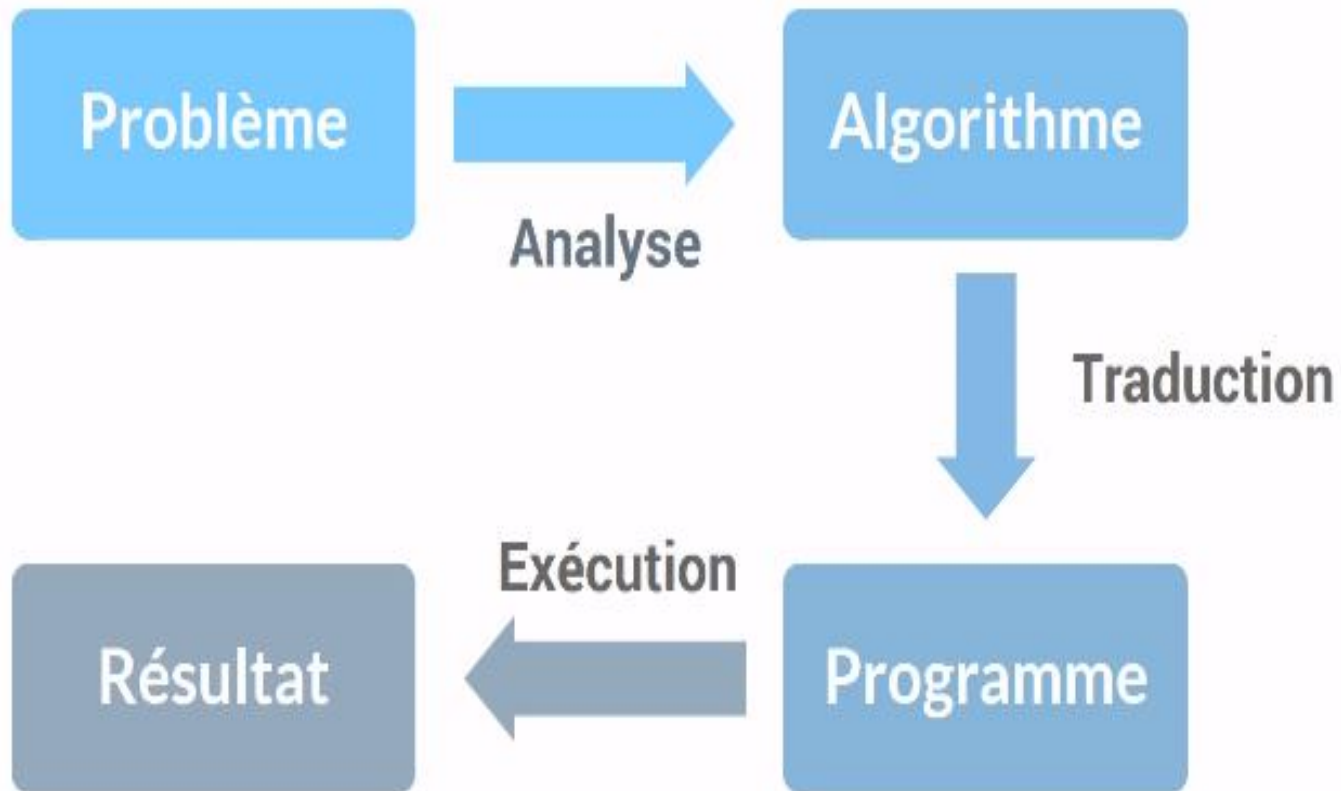 Problème
Algorithme
Analyse
Traduction
Exécution
Résultat
Programme